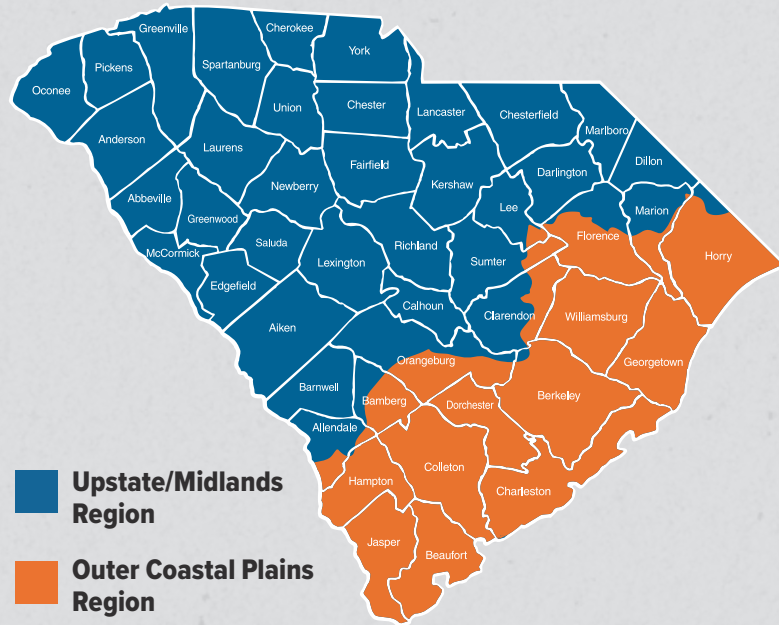 Greenville
Cherokee
York
Pickens
Spartanburg
Oconee
Union
Chester
Lancaster
Chesterfield
Marlboro
Anderson
Laurens
Fairfield
Dillon
Darlington
Kershaw
Newberry
Abbeville
Greenwood
Lee
Marion
Saluda
Richland
Florence
McCormick
Lexington
Sumter
Horry
Edgefield
Calhoun
Clarendon
Williamsburg
Aiken
Orangeburg
Georgetown
Barnwell
Bamberg
Dorchester
Berkeley
Allendale
Colleton
Hampton
Charleston
Jasper
Beaufort
Upstate/Midlands
Region
Outer Coastal Plains
Region